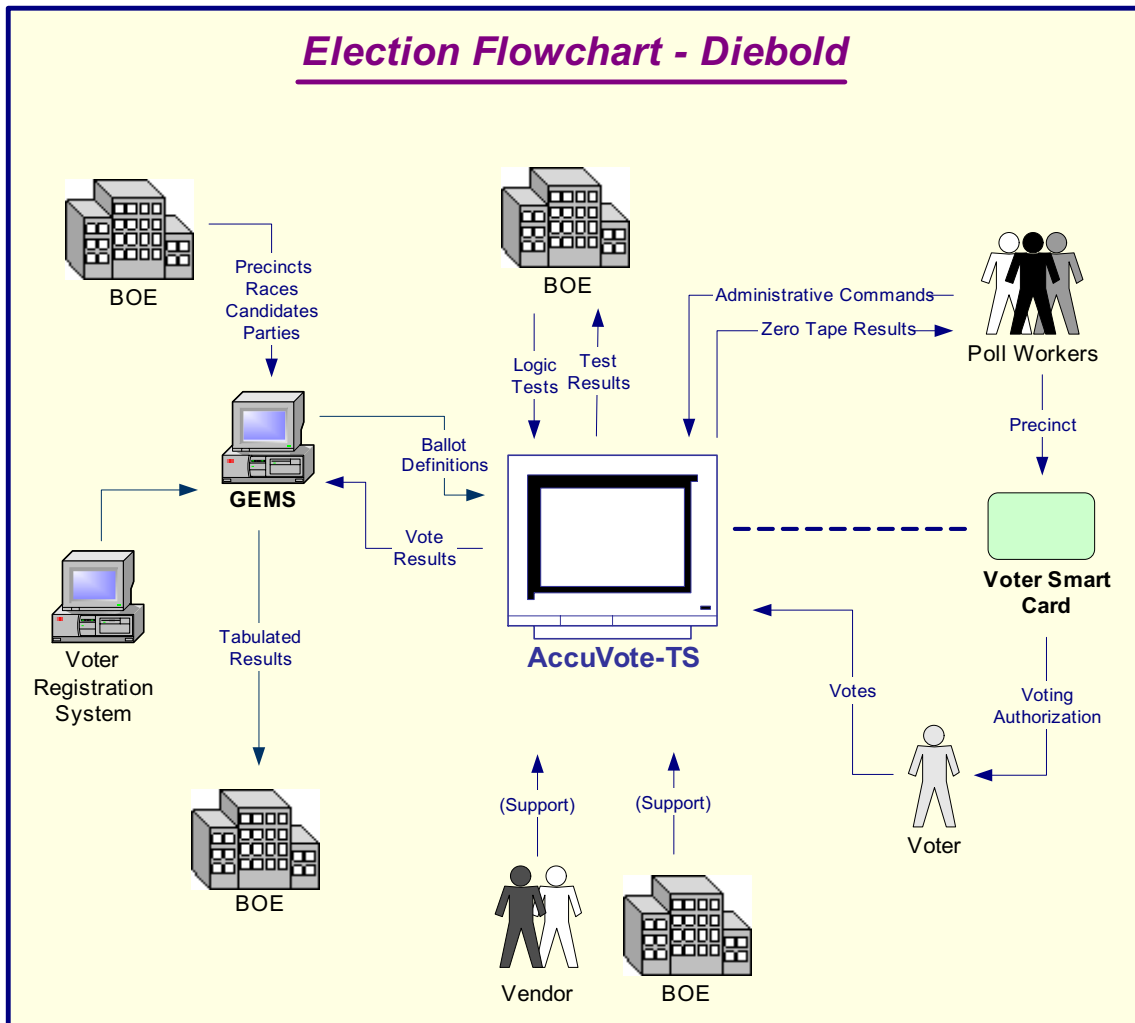 Election Flowchart - Diebold
BOE
Precincts
Races
Candidates
Parties
BOE
Logic
Tests
Test
Results
Administrative Commands
Zero Tape Results
Poll Workers
Precinct
GEMS
Ballot
Definitions
Vote
Results
Voter Smart
Card
Voter
Registration
System
Tabulated
Results
AccuVote-TS
Votes
Voting
Authorization
Voter
BOE
(Support)
(Support)
Vendor
BOE